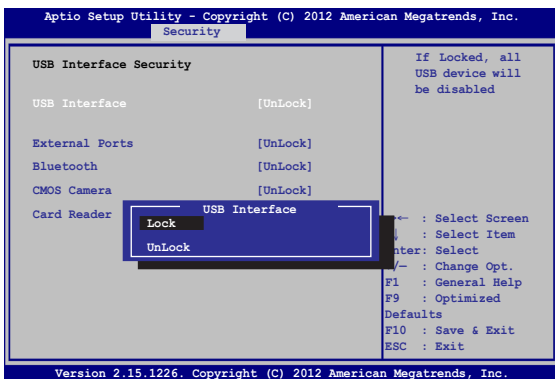 Aptio Setup Utility - Copyright (C) 2012 American Megatrends, Inc.
Security
USB Interface Security
USB Interface [UnLock]
External Ports [UnLock]
Bluetooth [UnLock]
CMOS Camera [UnLock]
Card Reader
USB Interface
Lock
UnLock
If Locked, all
USB device will
be disabled
← : Select Screen
↓ : Select Item
nter: Select
/— : Change Opt.
F1 : General Help
F9 : Optimized
Defaults
F10 : Save & Exit
ESC : Exit
Version 2.15.1226. Copyright (C) 2012 American Megatrends, Inc.